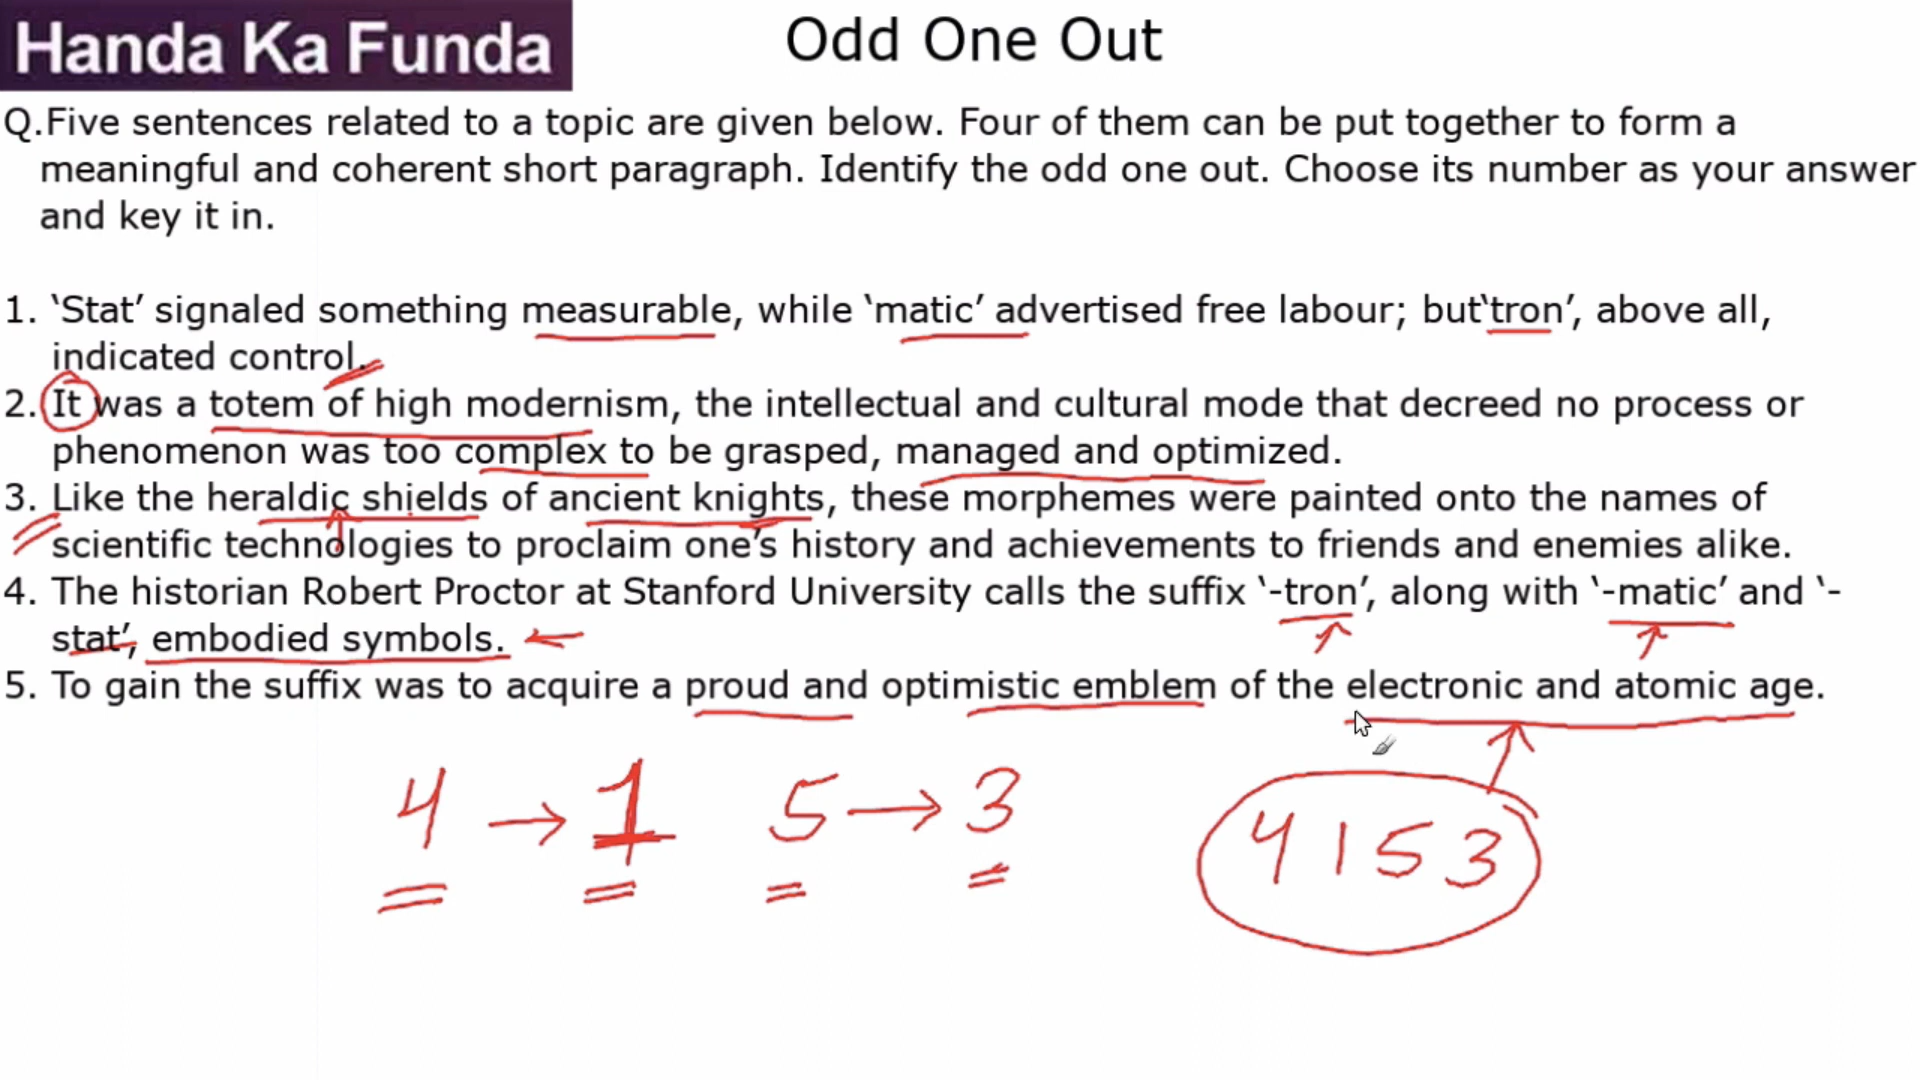 Handa Ka Funda
Odd One Out
Q.Five sentences related to a topic are given below. Four of them can be put together to form a
meaningful and coherent short paragraph. Identify the odd one out. Choose its number as your answer
and key it in.
1. ‘Stat’ signaled something measurable, while ‘matic’ advertised free labour; but‘tron’, above all,
indicated control.
2. It was a totem of high modernism, the intellectual and cultural mode that decreed no process or
phenomenon was too complex to be grasped, managed and optimized.
3. Like the heraldic shields of ancient knights, these morphemes were painted onto the names of
scientific technologies to proclaim one’s history and achievements to friends and enemies alike.
4. The historian Robert Proctor at Stanford University calls the suffix ‘-tron’, along with ‘-matic’ and ‘-
stat’, embodied symbols.
5. To gain the suffix was to acquire a proud and optimistic emblem of the electronic and atomic age.
4 → 1 5 → 3
4153